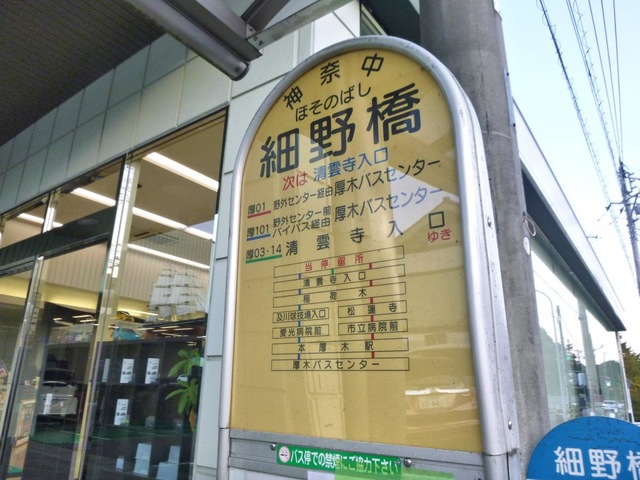 神奈中
ほそのばし
細野橋
次は 清雲寺入口
厚01 野外センター経由 厚木バスセンター
厚101 野外センター前 バイパス経由 厚木バスセンター
厚03・14 清雲寺入口 ゆき
当停留所
清雲寺入口
稲荷木
及川球技場入口 松蓮寺
愛光病院前 市立病院前
本厚木駅
厚木バスセンター
バス停での禁煙にご協力下さい
細野橋